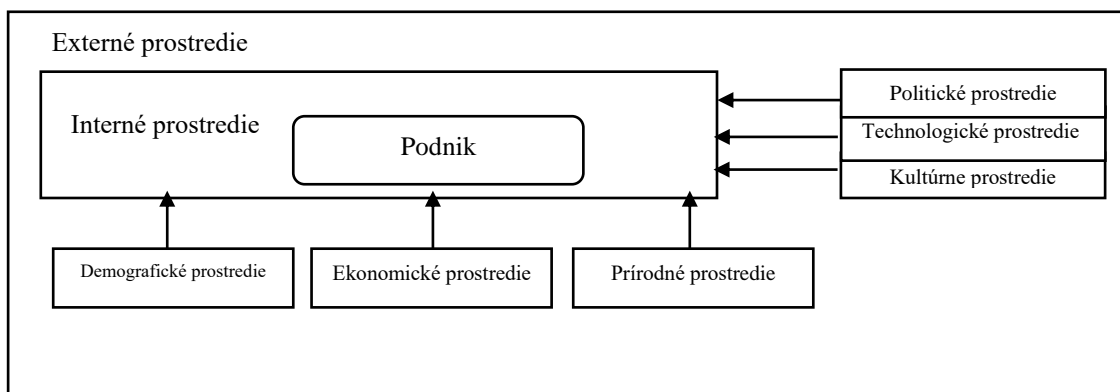 Externé prostredie
Interné prostredie
Podnik
Politické prostredie
Technologické prostredie
Kultúrne prostredie
Demografické prostredie
Ekonomické prostredie
Prírodné prostredie